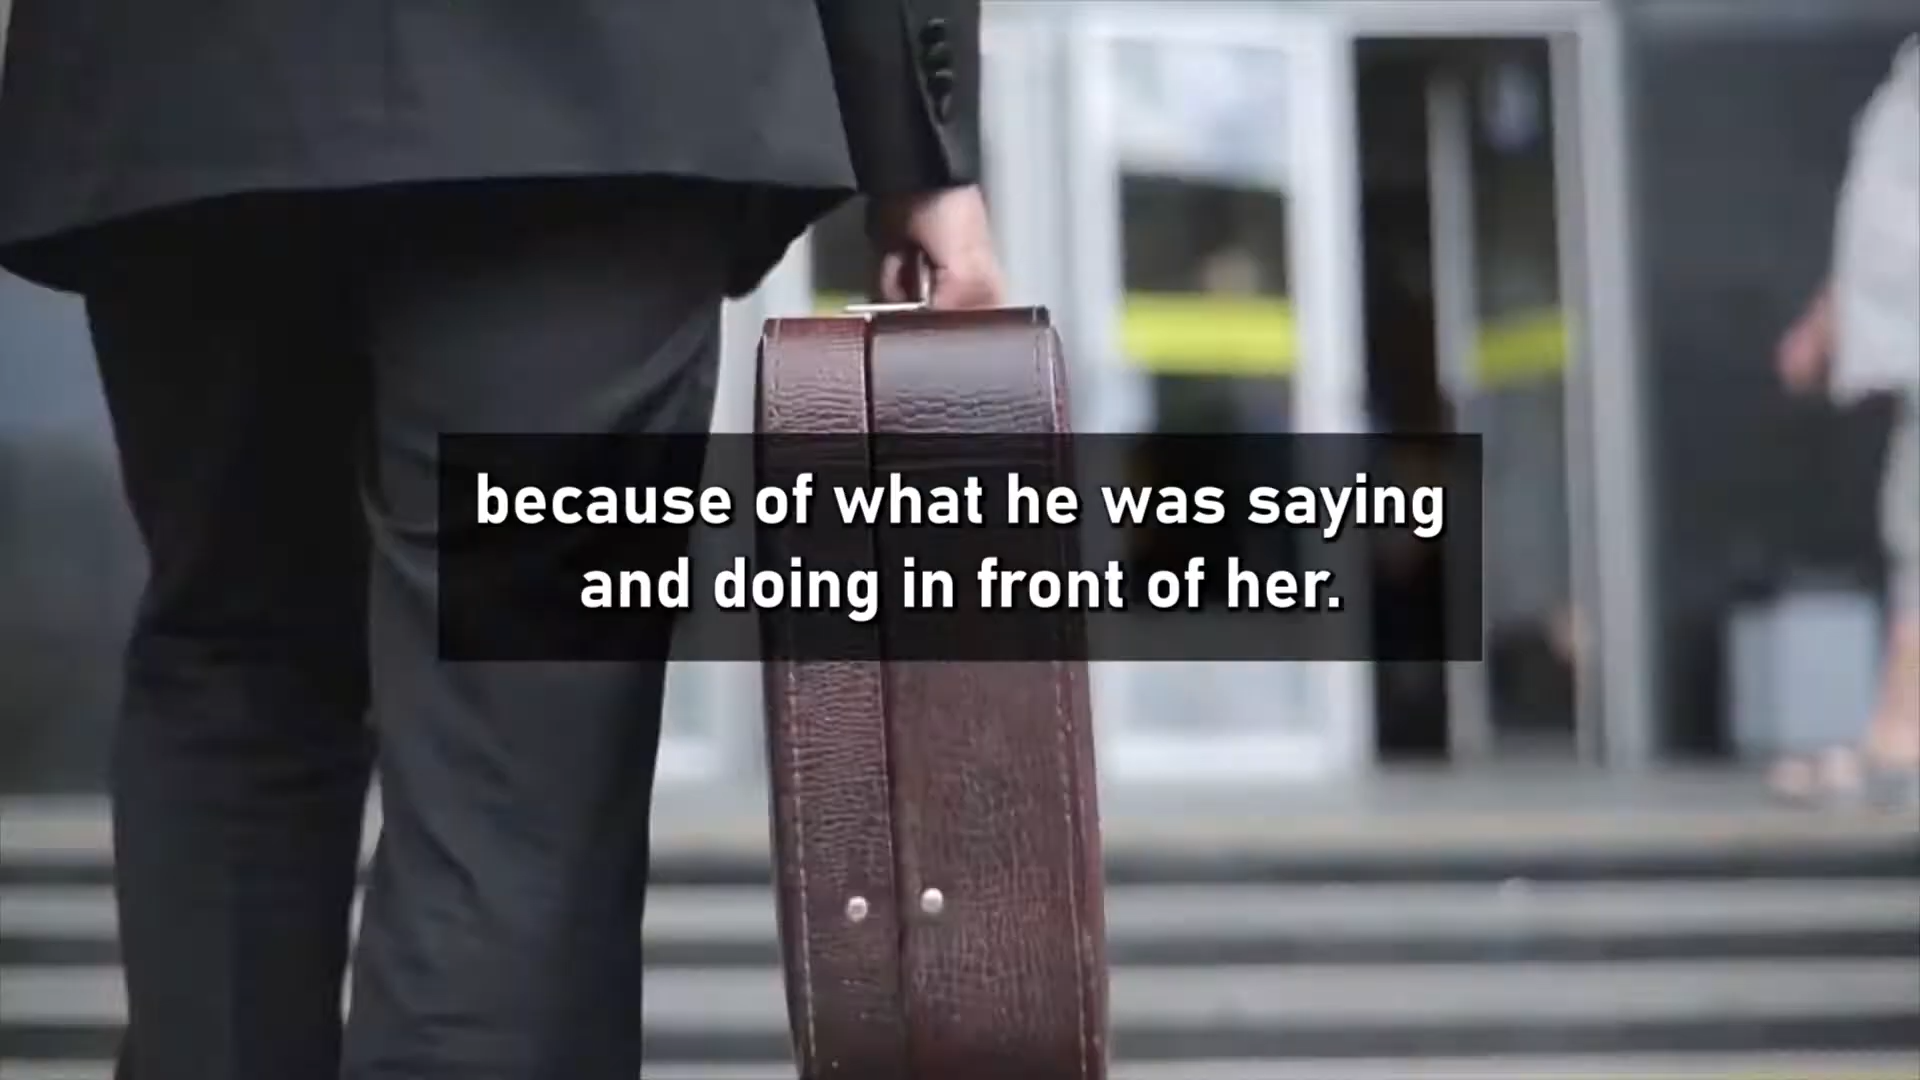 because of what he was saying
and doing in front of her.